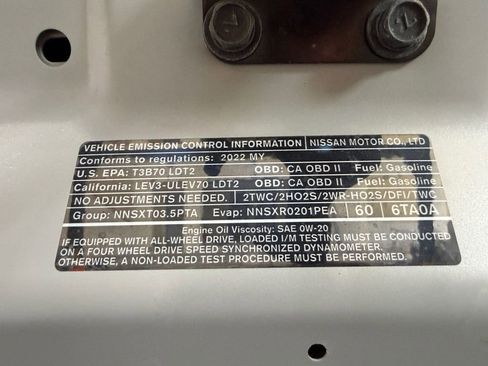 VEHICLE EMISSION CONTROL INFORMATION NISSAN MOTOR CO., LTD
Conforms to regulations: 2022 MY
U.S. EPA: T3B70 LDT2 OBD: CA OBD II Fuel: Gasoline
California: LEV3-ULEV70 LDT2 OBD: CA OBD II Fuel: Gasoline
NO ADJUSTMENTS NEEDED. 2TWC/2HO2S/2WR-HO2S/DFI/TWC
Group: NNSXT03.5PTA Evap: NNSXR0201PEA 60 6TA0A
Engine Oil Viscosity: SAE 0W-20
IF EQUIPPED WITH ALL-WHEEL DRIVE, LOADED I/M TESTING MUST BE CONDUCTED
ON A FOUR WHEEL DRIVE SPEED SYNCHRONIZED DYNAMOMETER.
OTHERWISE, A NON-LOADED TEST PROCEDURE MUST BE PERFORMED.